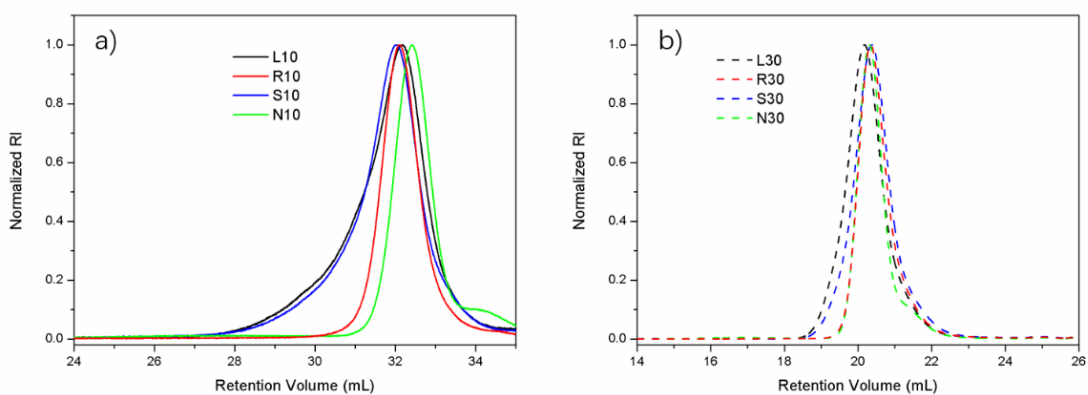 a)
L10
R10
S10
N10
1.0
0.8
0.6
0.4
0.2
0.0
Normalized RI
24 26 28 30 32 34
Retention Volume (mL)
b)
L30
R30
S30
N30
1.0
0.8
0.6
0.4
0.2
0.0
Normalized RI
14 16 18 20 22 24 26
Retention Volume (mL)